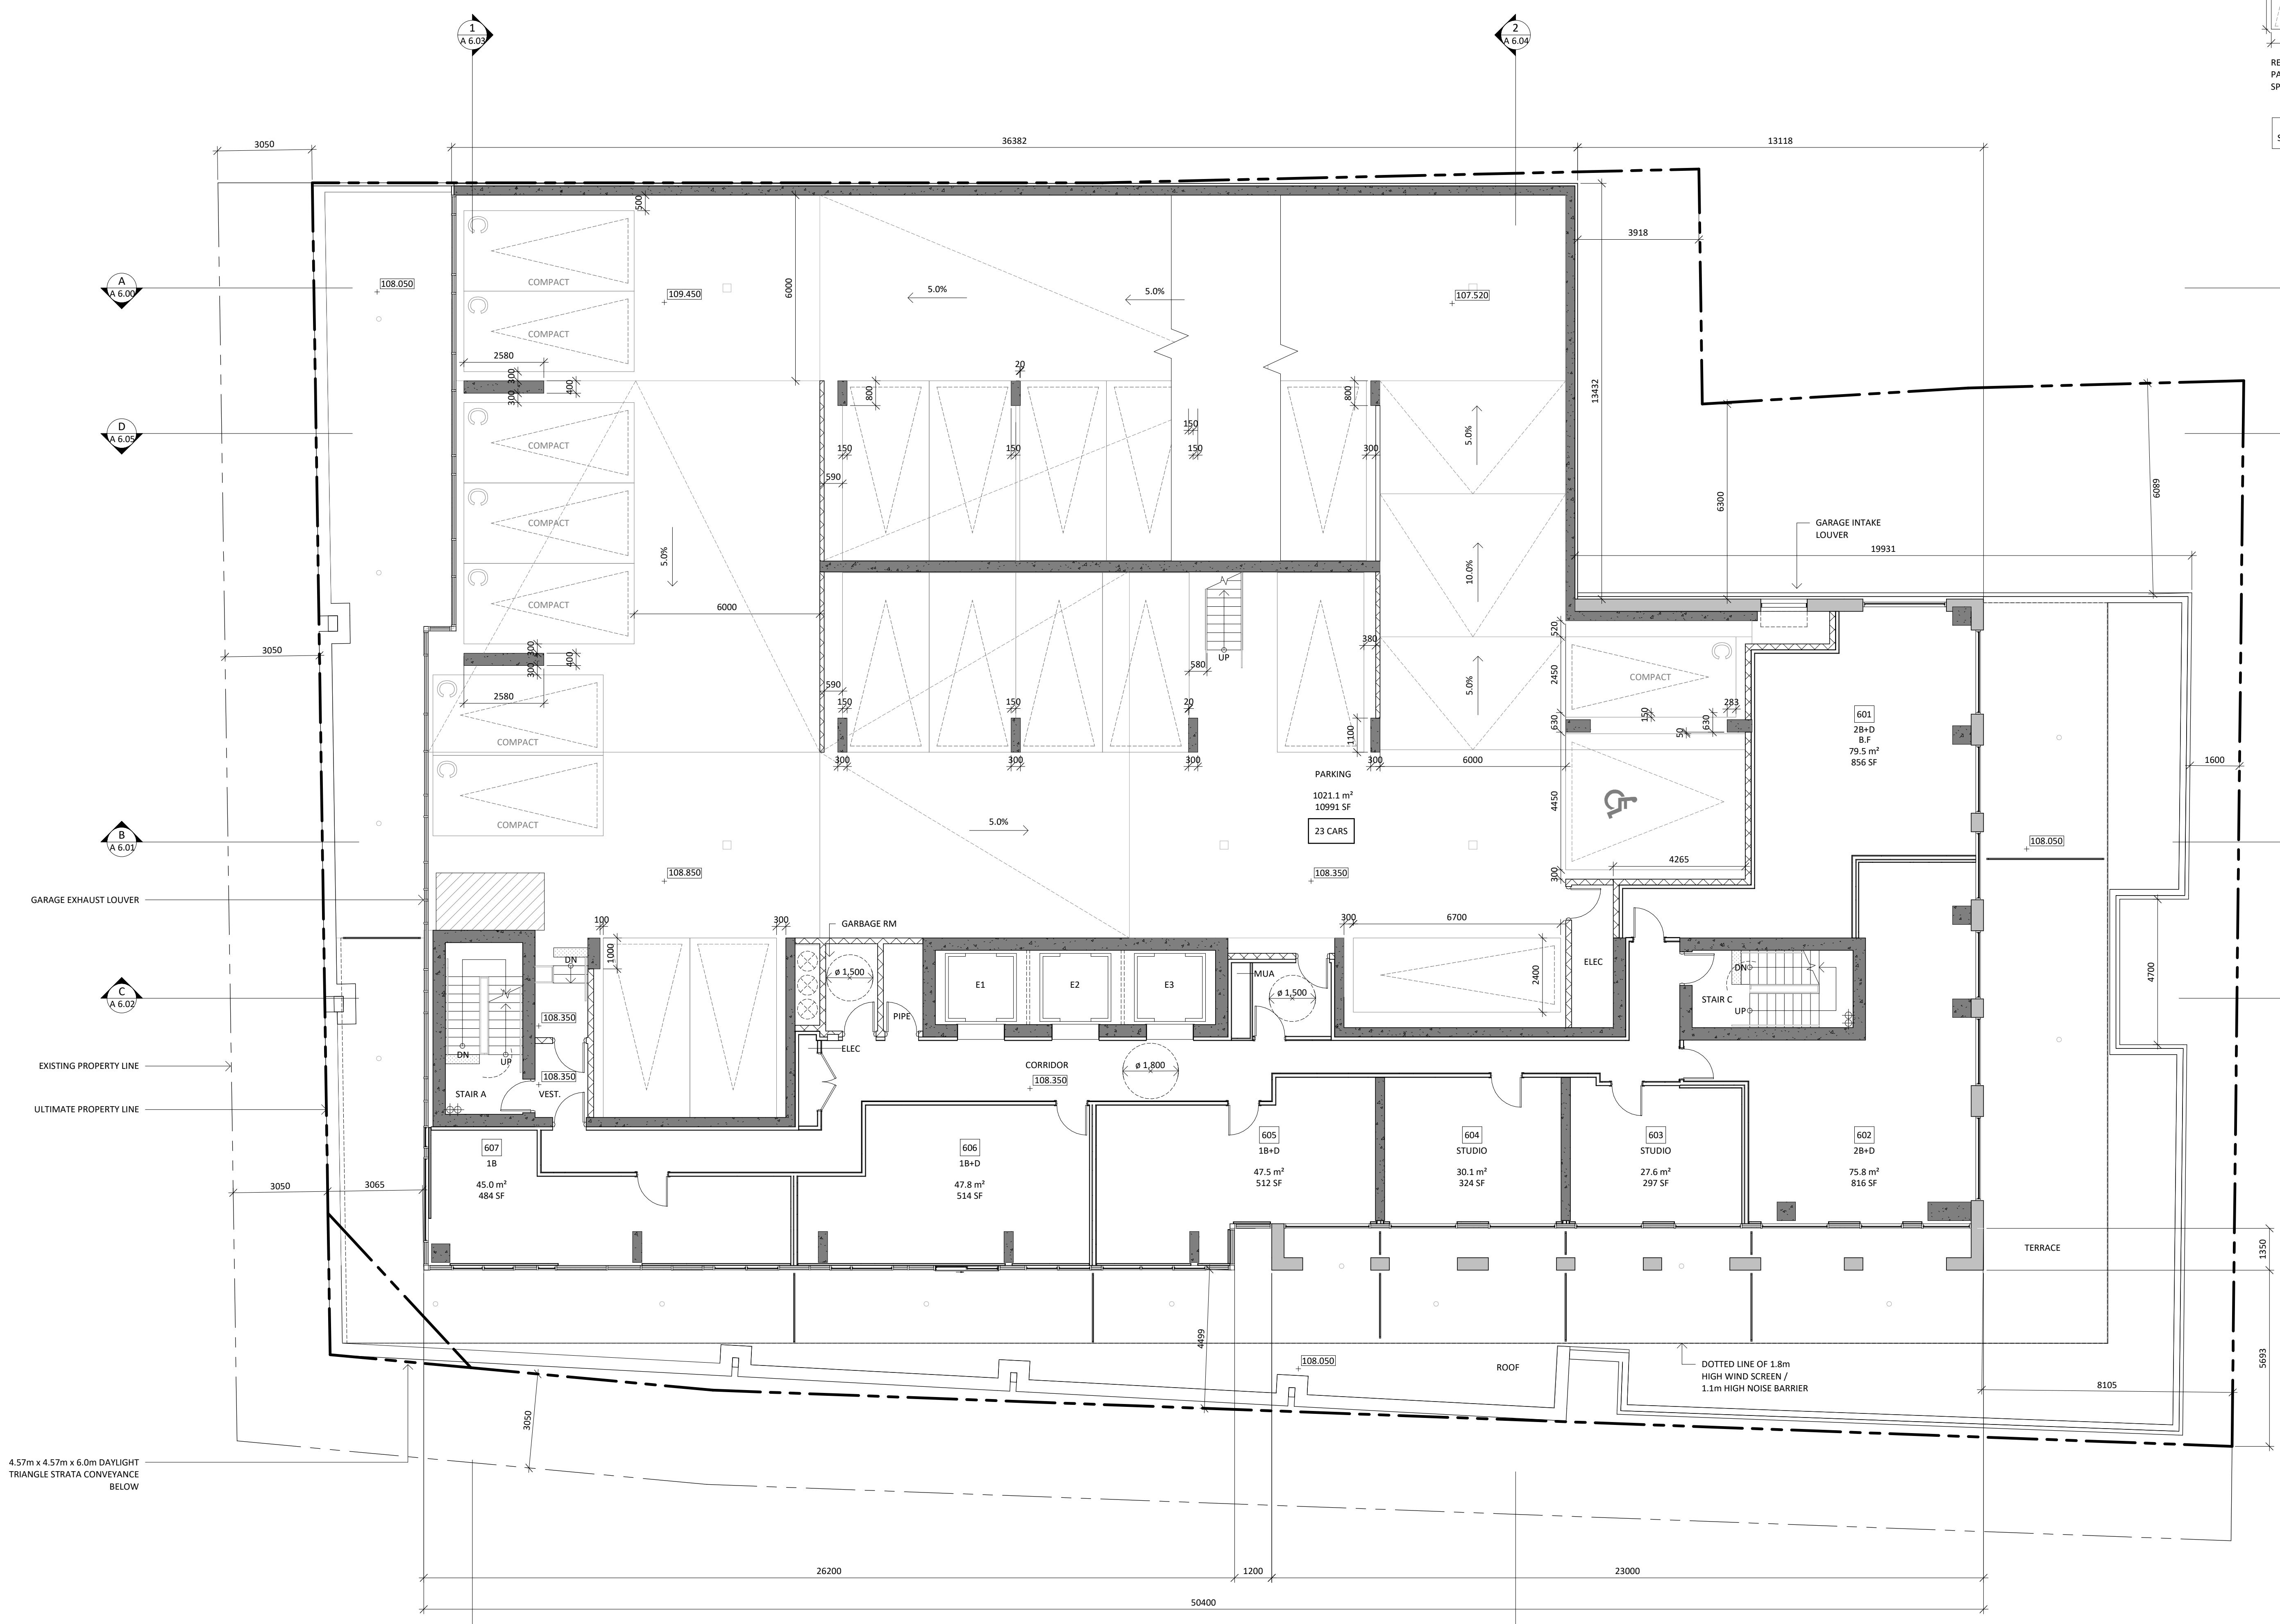 1
A 6.03
2
A 6.04
RE
PA
SP
S
3050
36382
13118
500
3918
A
A 6.00
108.050
COMPACT
109.450
6000
5.0%
5.0%
107.520
COMPACT
2580
300
400
300
20
800
800
13432
D
A 6.05
COMPACT
150
150
150
150
300
5.0%
590
6300
6089
COMPACT
GARAGE INTAKE
LOUVER
5.0%
19931
10.0%
COMPACT
6000
3050
300
400
300
380
520
UP
580
2580
590
5.0%
2450
COMPACT
150
150
20
283
COMPACT
1100
630
150
630
50
601
2B+D
B.F
79.5 m²
856 SF
300
300
300
300
6000
1600
PARKING
1021.1 m²
10991 SF
23 CARS
4450
COMPACT
5.0%
B
A 6.01
108.050
4265
108.850
108.350
300
GARAGE EXHAUST LOUVER
100
300
GARBAGE RM
300
6700
1000
DN
ø 1,500
E1
E2
E3
MUA
ELEC
2400
DN
4700
C
A 6.02
ø 1,500
STAIR C
UP
108.350
PIPE
DN
UP
ELEC
EXISTING PROPERTY LINE
CORRIDOR
108.350
ø 1,800
108.350
STAIR A
VEST.
ULTIMATE PROPERTY LINE
607
1B
45.0 m²
484 SF
606
1B+D
47.8 m²
514 SF
605
1B+D
47.5 m²
512 SF
604
STUDIO
30.1 m²
324 SF
603
STUDIO
27.6 m²
297 SF
602
2B+D
75.8 m²
816 SF
3050
3065
TERRACE
1350
4499
108.050
ROOF
DOTTED LINE OF 1.8m
HIGH WIND SCREEN /
1.1m HIGH NOISE BARRIER
5693
8105
3050
4.57m x 4.57m x 6.0m DAYLIGHT
TRIANGLE STRATA CONVEYANCE
BELOW
26200
1200
23000
50400